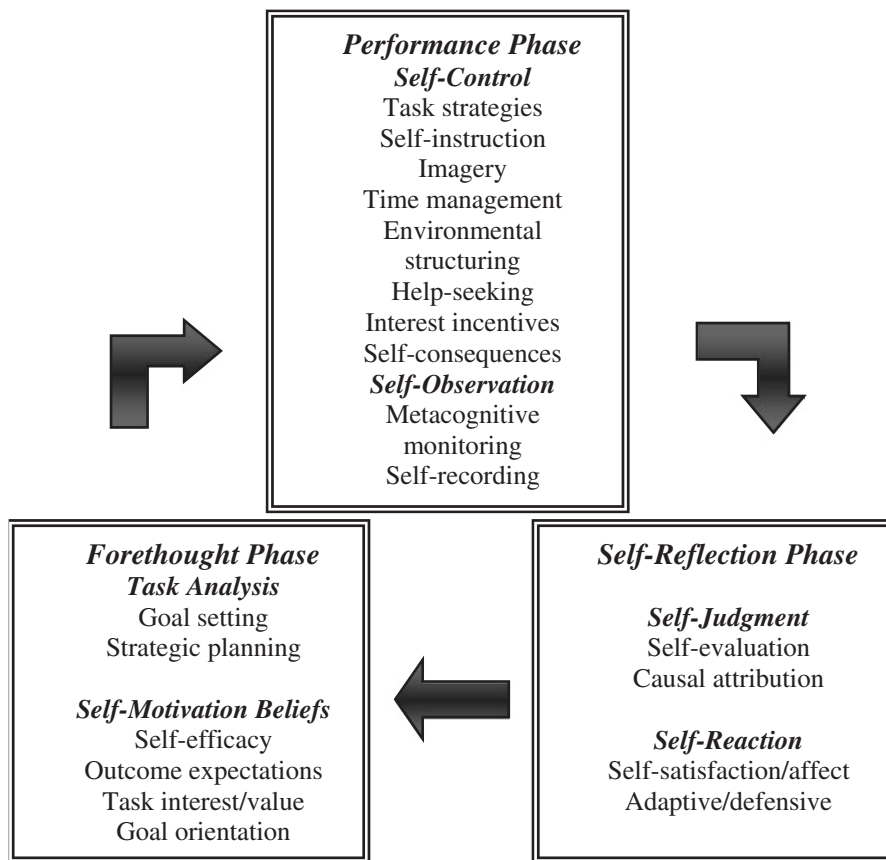 Performance Phase
Self-Control
Task strategies
Self-instruction
Imagery
Time management
Environmental
structuring
Help-seeking
Interest incentives
Self-consequences
Self-Observation
Metacognitive
monitoring
Self-recording
Forethought Phase
Task Analysis
Goal setting
Strategic planning
Self-Motivation Beliefs
Self-efficacy
Outcome expectations
Task interest/value
Goal orientation
Self-Reflection Phase
Self-Judgment
Self-evaluation
Causal attribution
Self-Reaction
Self-satisfaction/affect
Adaptive/defensive